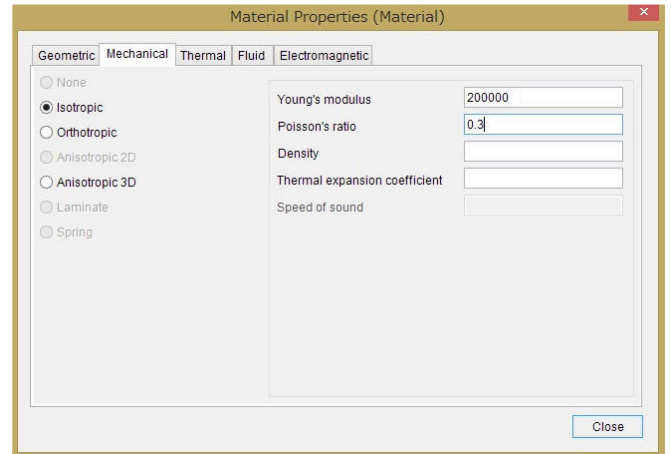 Material Properties (Material)
×
Geometric Mechanical Thermal Fluid Electromagnetic
None
Isotropic
Orthotropic
Anisotropic 2D
Anisotropic 3D
Laminate
Spring
Young's modulus 200000
Poisson's ratio 0.3
Density
Thermal expansion coefficient
Speed of sound
Close